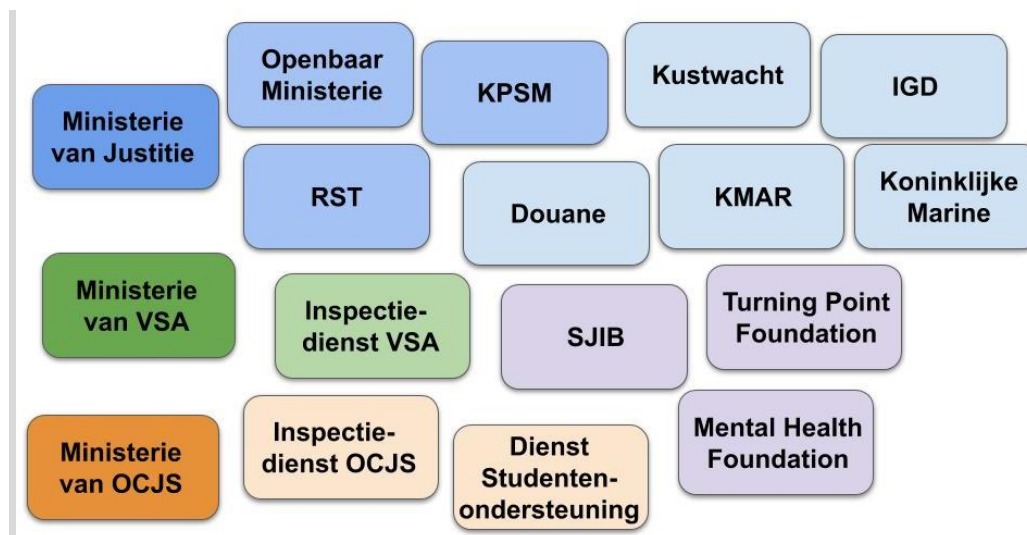 Openbaar
Ministerie
KPSM
Kustwacht
IGD
Ministerie
van Justitie
RST
Douane
KMAR
Koninklijke
Marine
Ministerie
van VSA
Inspectie-
dienst VSA
SJIB
Turning Point
Foundation
Ministerie
van OCJS
Inspectie-
dienst OCJS
Dienst
Studenten-
ondersteuning
Mental Health
Foundation